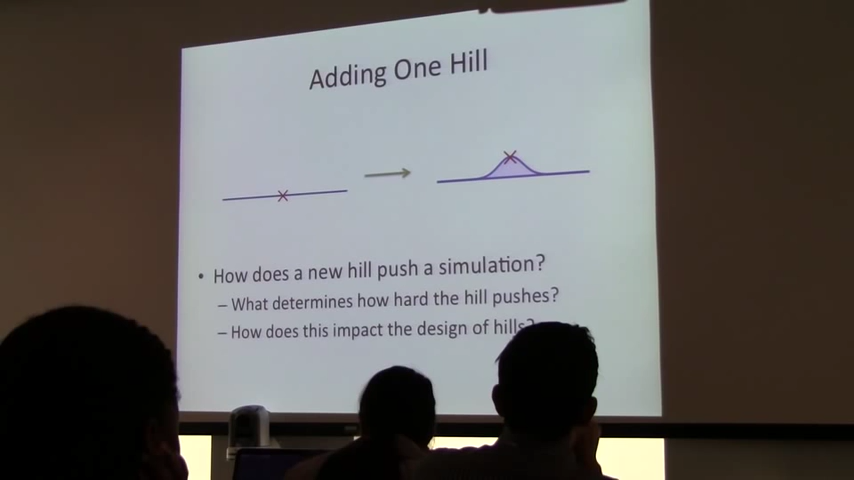 Adding One Hill
• How does a new hill push a simulation?
– What determines how hard the hill pushes?
– How does this impact the design of hills?